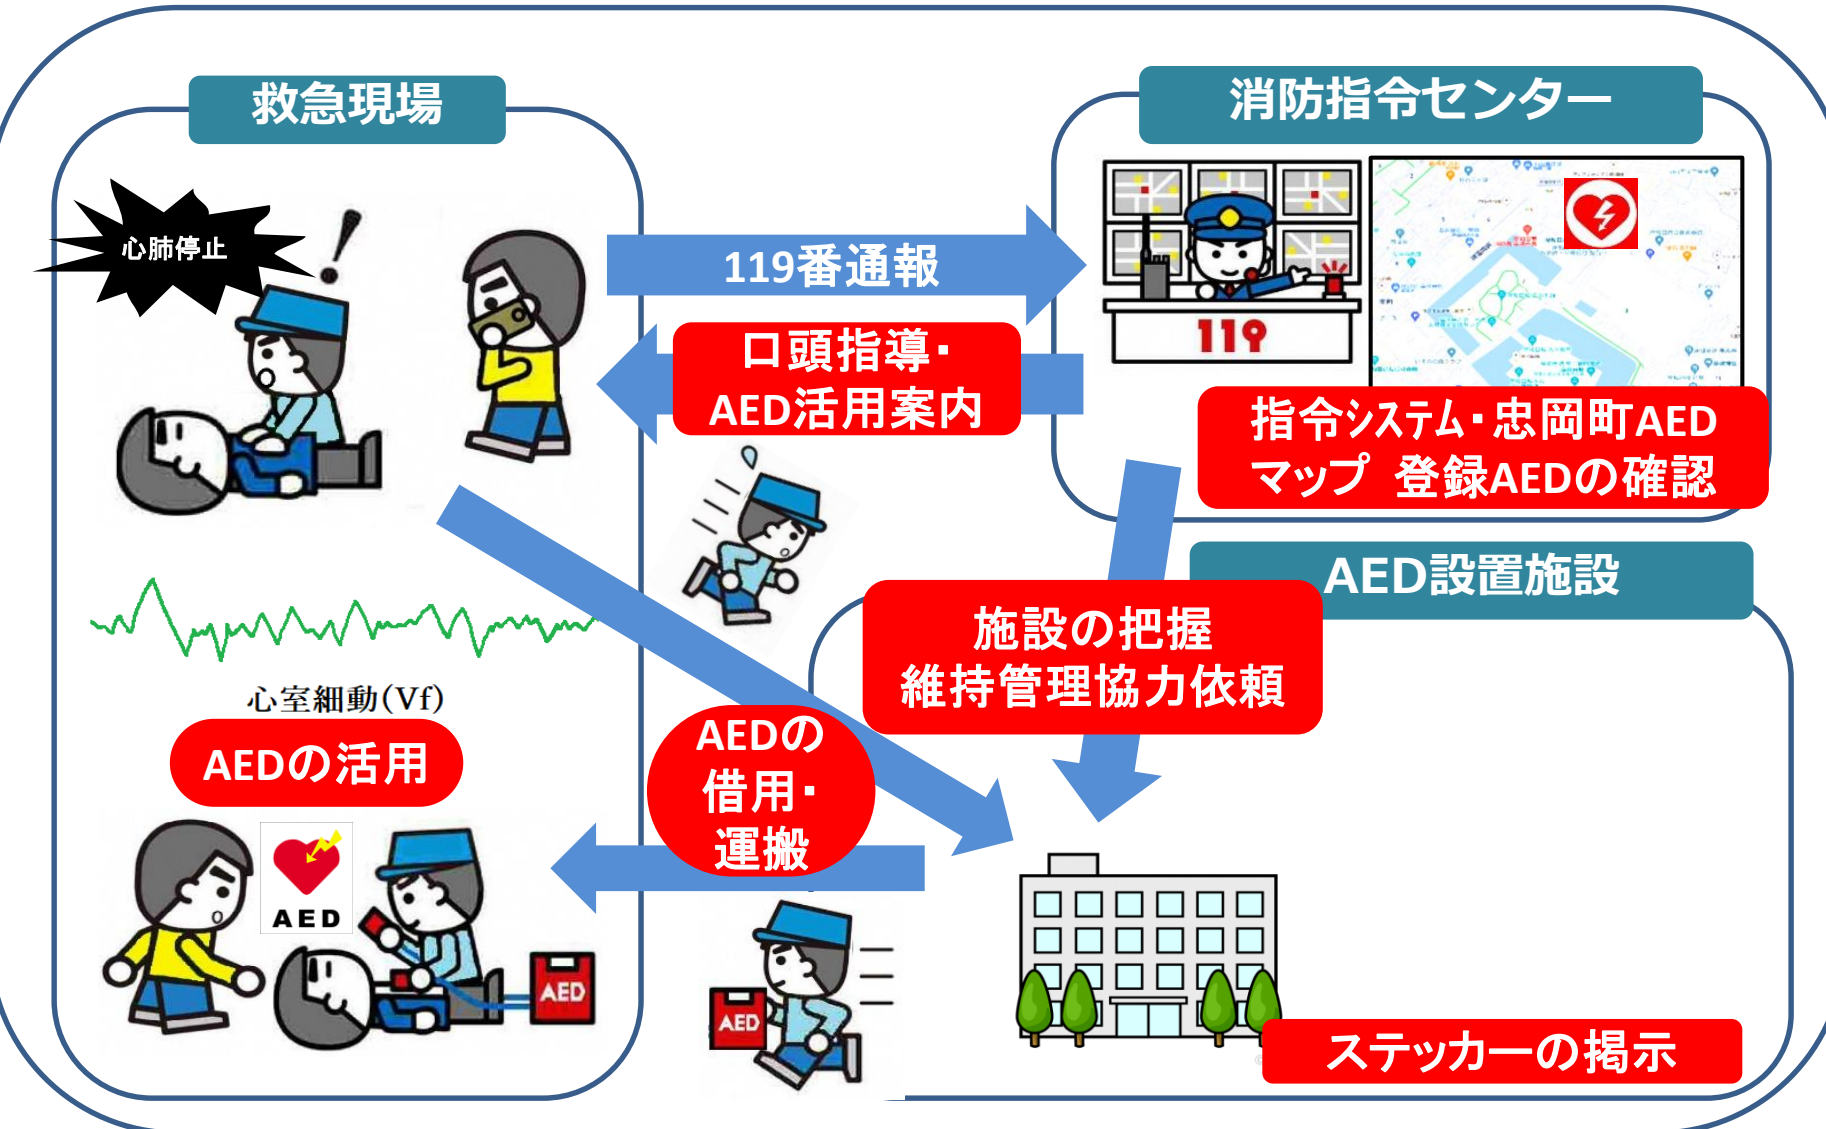 救急現場
消防指令センター
心肺停止
119番通報
119
口頭指導・
AED活用案内
指令システム・忠岡町AED
マップ 登録AEDの確認
AED設置施設
施設の把握
維持管理協力依頼
心室細動(Vf)
AEDの活用
AEDの
借用・
運搬
AED
AED
AED
ステッカーの掲示